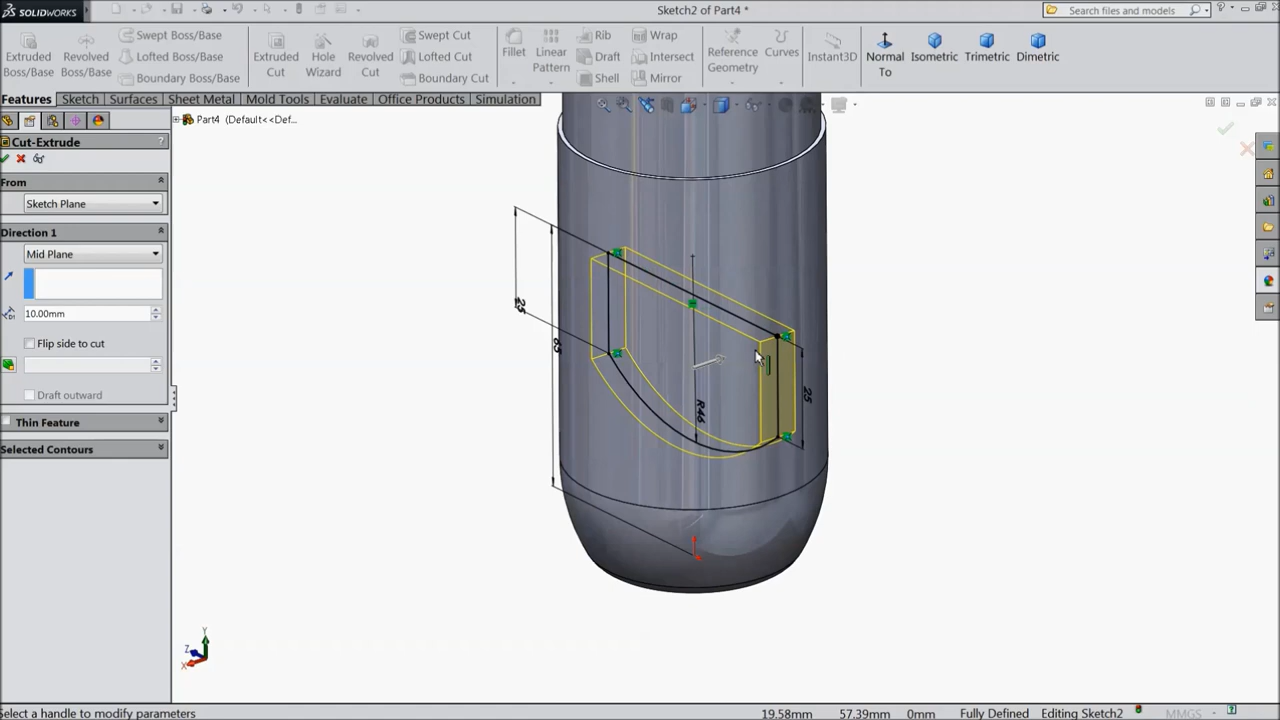 SOLIDWORKS
Sketch2 of Part4 *
Search files and models
Extruded Boss/Base
Revolved Boss/Base
Swept Boss/Base
Lofted Boss/Base
Boundary Boss/Base
Extruded Cut
Hole Wizard
Revolved Cut
Swept Cut
Lofted Cut
Boundary Cut
Fillet
Linear Pattern
Rib
Draft
Shell
Wrap
Intersect
Mirror
Reference Geometry
Curves
Instant3D
Normal To
Isometric
Trimetric
Dimetric
Features
Sketch
Surfaces
Sheet Metal
Mold Tools
Evaluate
Office Products
Simulation
Part4 (Default<<Def...
Cut-Extrude
?
From
Sketch Plane
Direction 1
Mid Plane
10.00mm
Flip side to cut
Draft outward
Thin Feature
Selected Contours
25
65
R46
25
Y
Z
X
Select a handle to modify parameters
19.58mm
57.39mm
0mm
Fully Defined
Editing Sketch2
MMGS